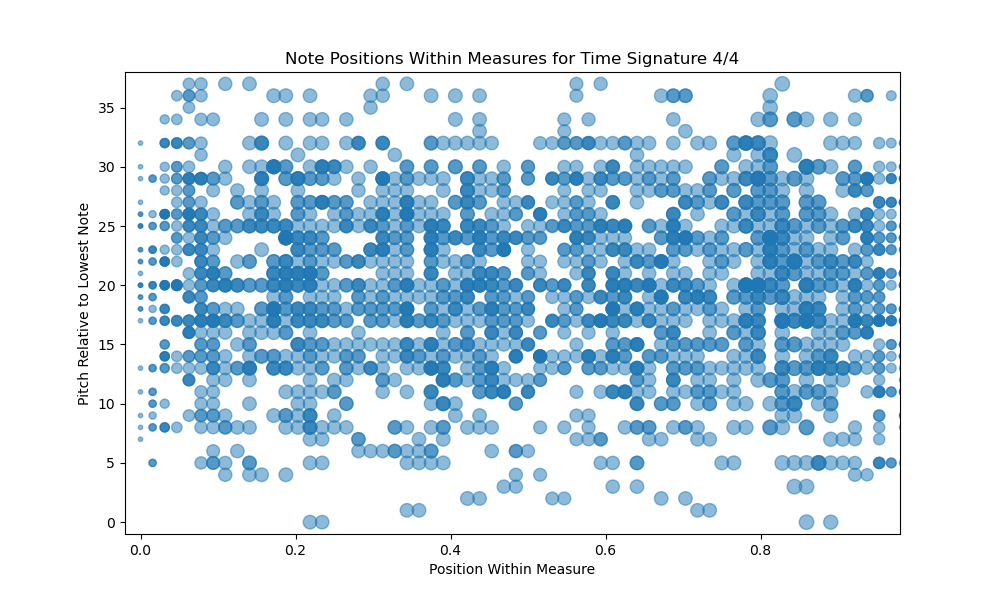 Note Positions Within Measures for Time Signature 4/4
Pitch Relative to Lowest Note
35
30
25
20
15
10
5
0
0.0 0.2 0.4 0.6 0.8
Position Within Measure